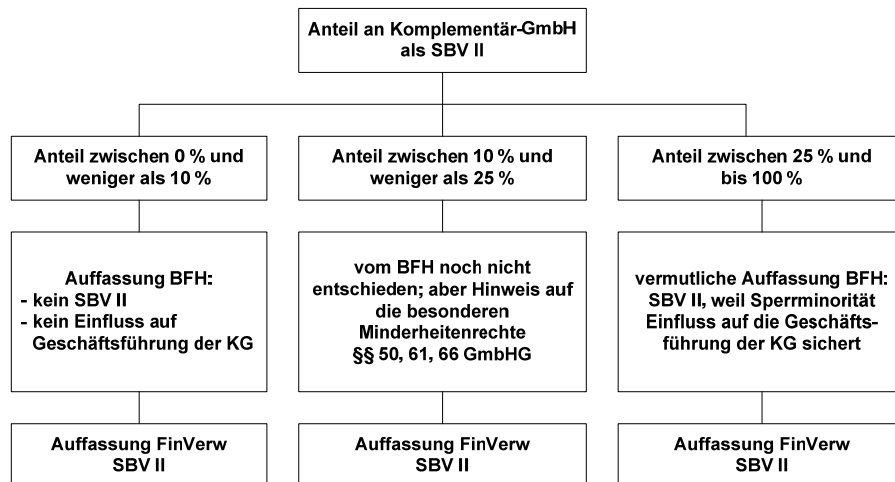 Anteil an Komplementär-GmbH
als SBV II
Anteil zwischen 0 % und
weniger als 10 %
Anteil zwischen 10 % und
weniger als 25 %
Anteil zwischen 25 % und
bis 100 %
Auffassung BFH:
- kein SBV II
- kein Einfluss auf
Geschäftsführung der KG
vom BFH noch nicht
entschieden; aber Hinweis auf
die besonderen
Minderheitenrechte
§§ 50, 61, 66 GmbHG
vermutliche Auffassung BFH:
SBV II, weil Sperrminorität
Einfluss auf die Geschäfts-
führung der KG sichert
Auffassung FinVerw
SBV II
Auffassung FinVerw
SBV II
Auffassung FinVerw
SBV II